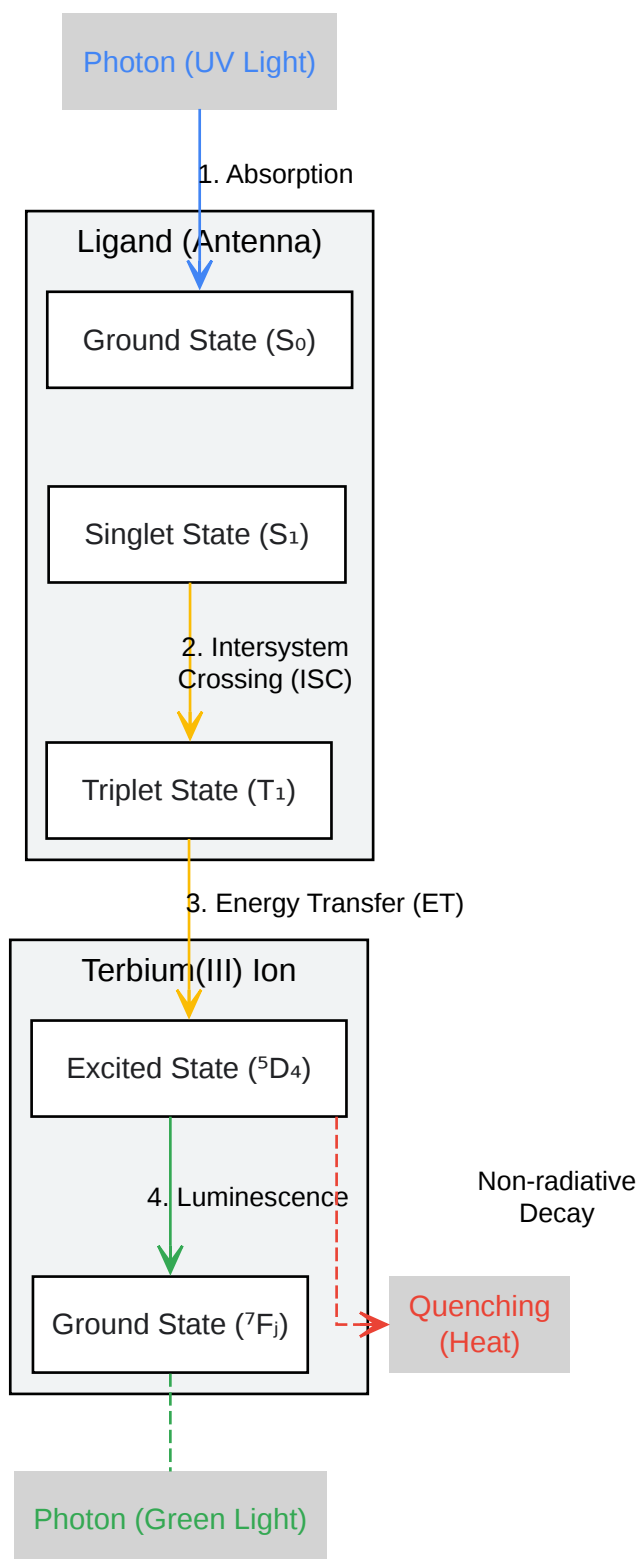 Photon (UV Light)
1. Absorption
Ligand (Antenna)
Ground State (S₀)
Singlet State (S₁)
2. Intersystem
Crossing (ISC)
Triplet State (T₁)
3. Energy Transfer (ET)
Terbium(III) Ion
Excited State (⁵D₄)
4. Luminescence
Non-radiative
Decay
Ground State (⁷Fⱼ)
Quenching
(Heat)
Photon (Green Light)